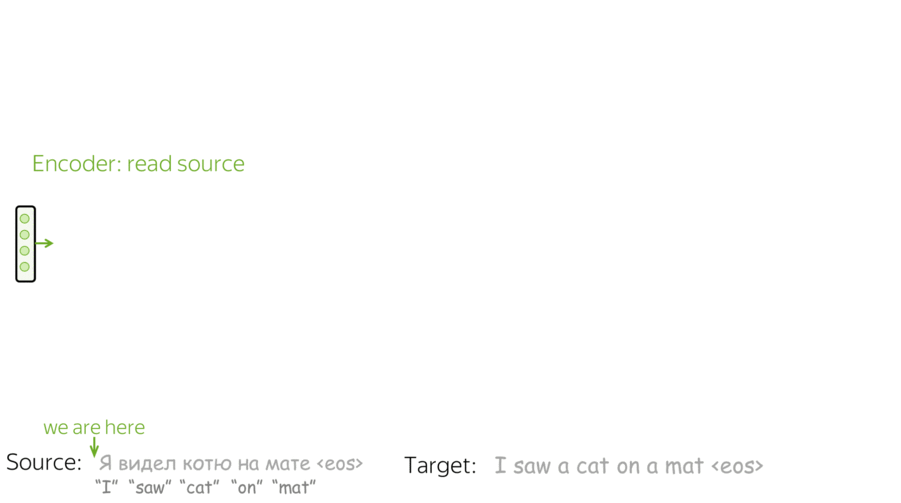 Encoder: read source
we are here
Source: Я видел котю на мате <eos>
"I" "saw" "cat" "on" "mat"
Target: I saw a cat on a mat <eos>